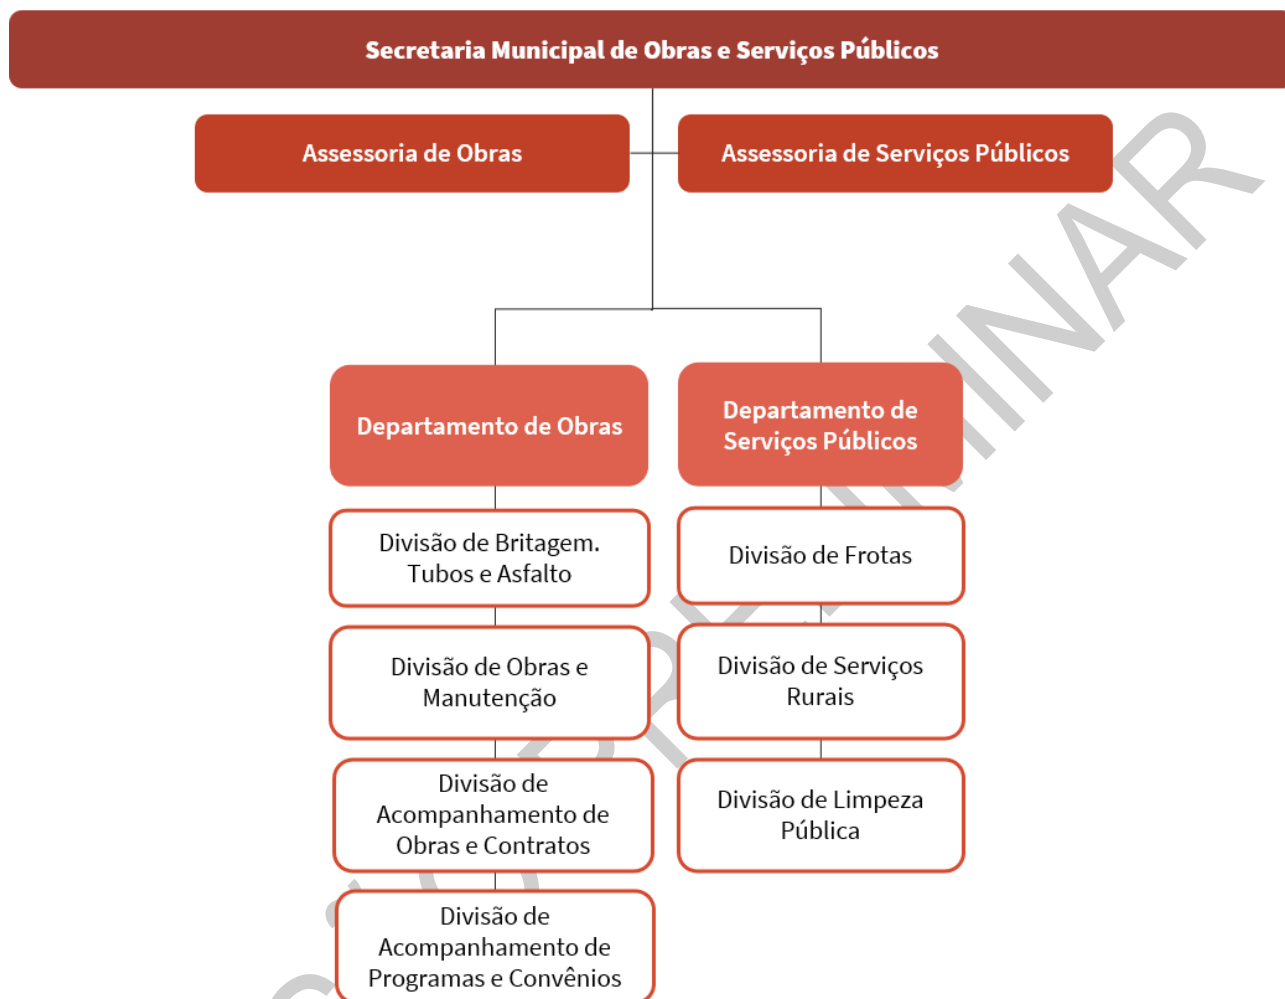 Secretaria Municipal de Obras e Serviços Públicos
Assessoria de Obras
Assessoria de Serviços Públicos
Departamento de Obras
Departamento de
Serviços Públicos
Divisão de Britagem.
Tubos e Asfalto
Divisão de Frotas
Divisão de Obras e
Manutenção
Divisão de Serviços
Rurais
Divisão de
Acompanhamento de
Obras e Contratos
Divisão de Limpeza
Pública
Divisão de
Acompanhamento de
Programas e Convênios